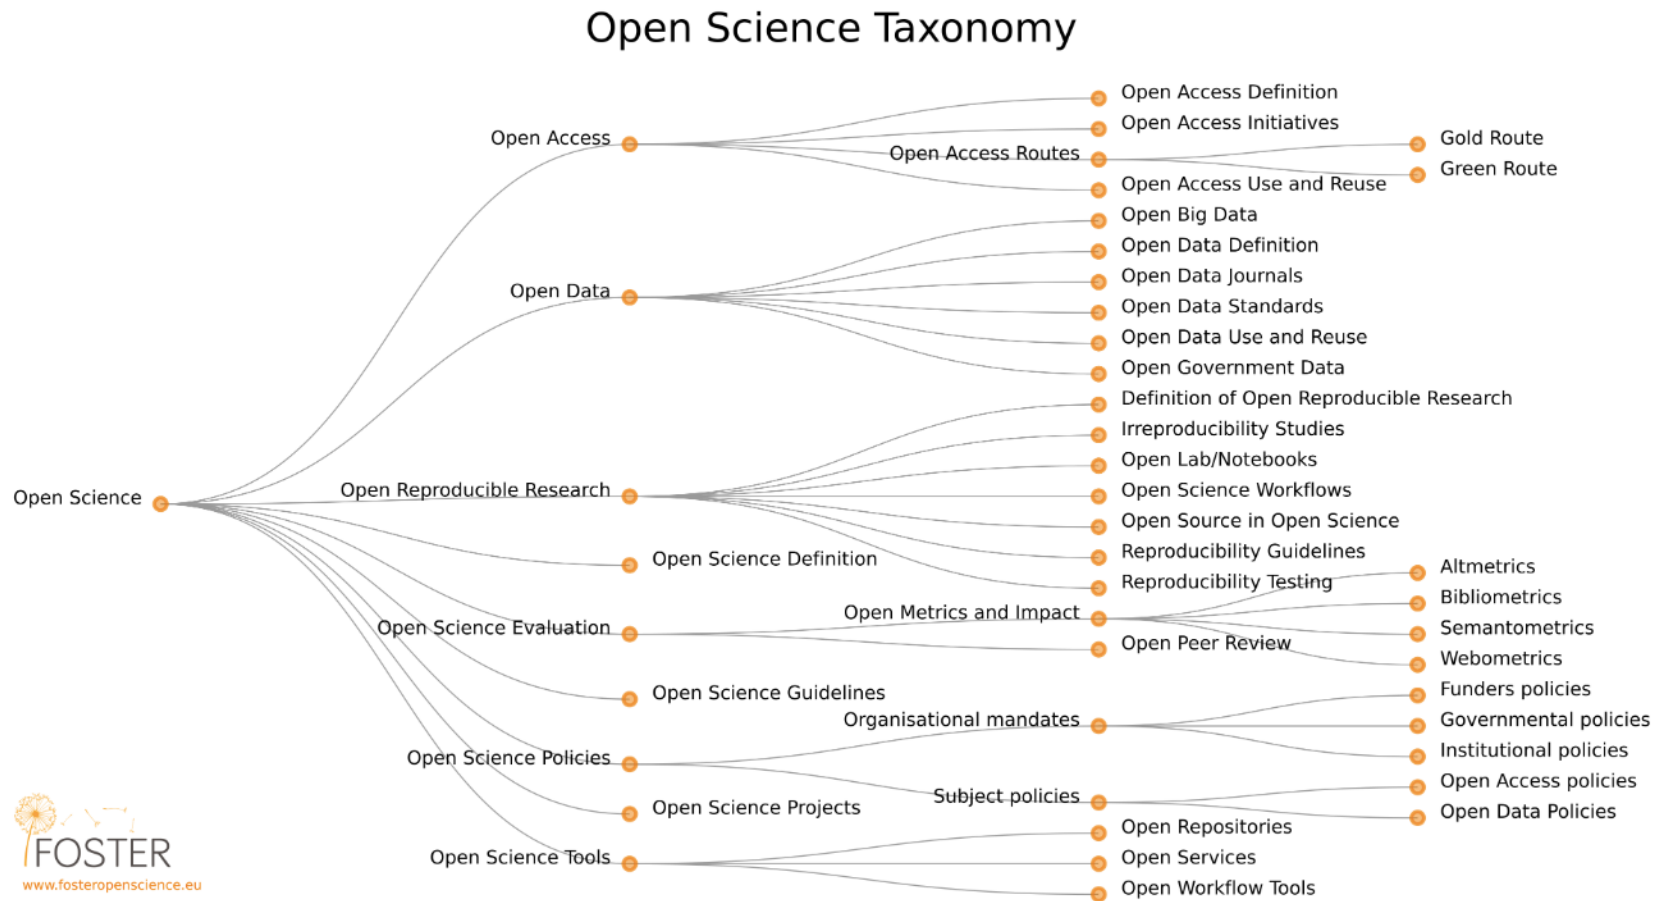 Open Science Taxonomy
Open Science
Open Access
Open Access Definition
Open Access Initiatives
Open Access Routes
Gold Route
Green Route
Open Access Use and Reuse
Open Data
Open Big Data
Open Data Definition
Open Data Journals
Open Data Standards
Open Data Use and Reuse
Open Government Data
Open Reproducible Research
Definition of Open Reproducible Research
Irreproducibility Studies
Open Lab/Notebooks
Open Science Workflows
Open Source in Open Science
Reproducibility Guidelines
Reproducibility Testing
Open Science Definition
Open Science Evaluation
Open Metrics and Impact
Altmetrics
Bibliometrics
Semantometrics
Webometrics
Open Peer Review
Open Science Guidelines
Open Science Policies
Organisational mandates
Funders policies
Governmental policies
Institutional policies
Subject policies
Open Access policies
Open Data Policies
Open Science Projects
Open Science Tools
Open Repositories
Open Services
Open Workflow Tools
FOSTER
www.fosteropenscience.eu